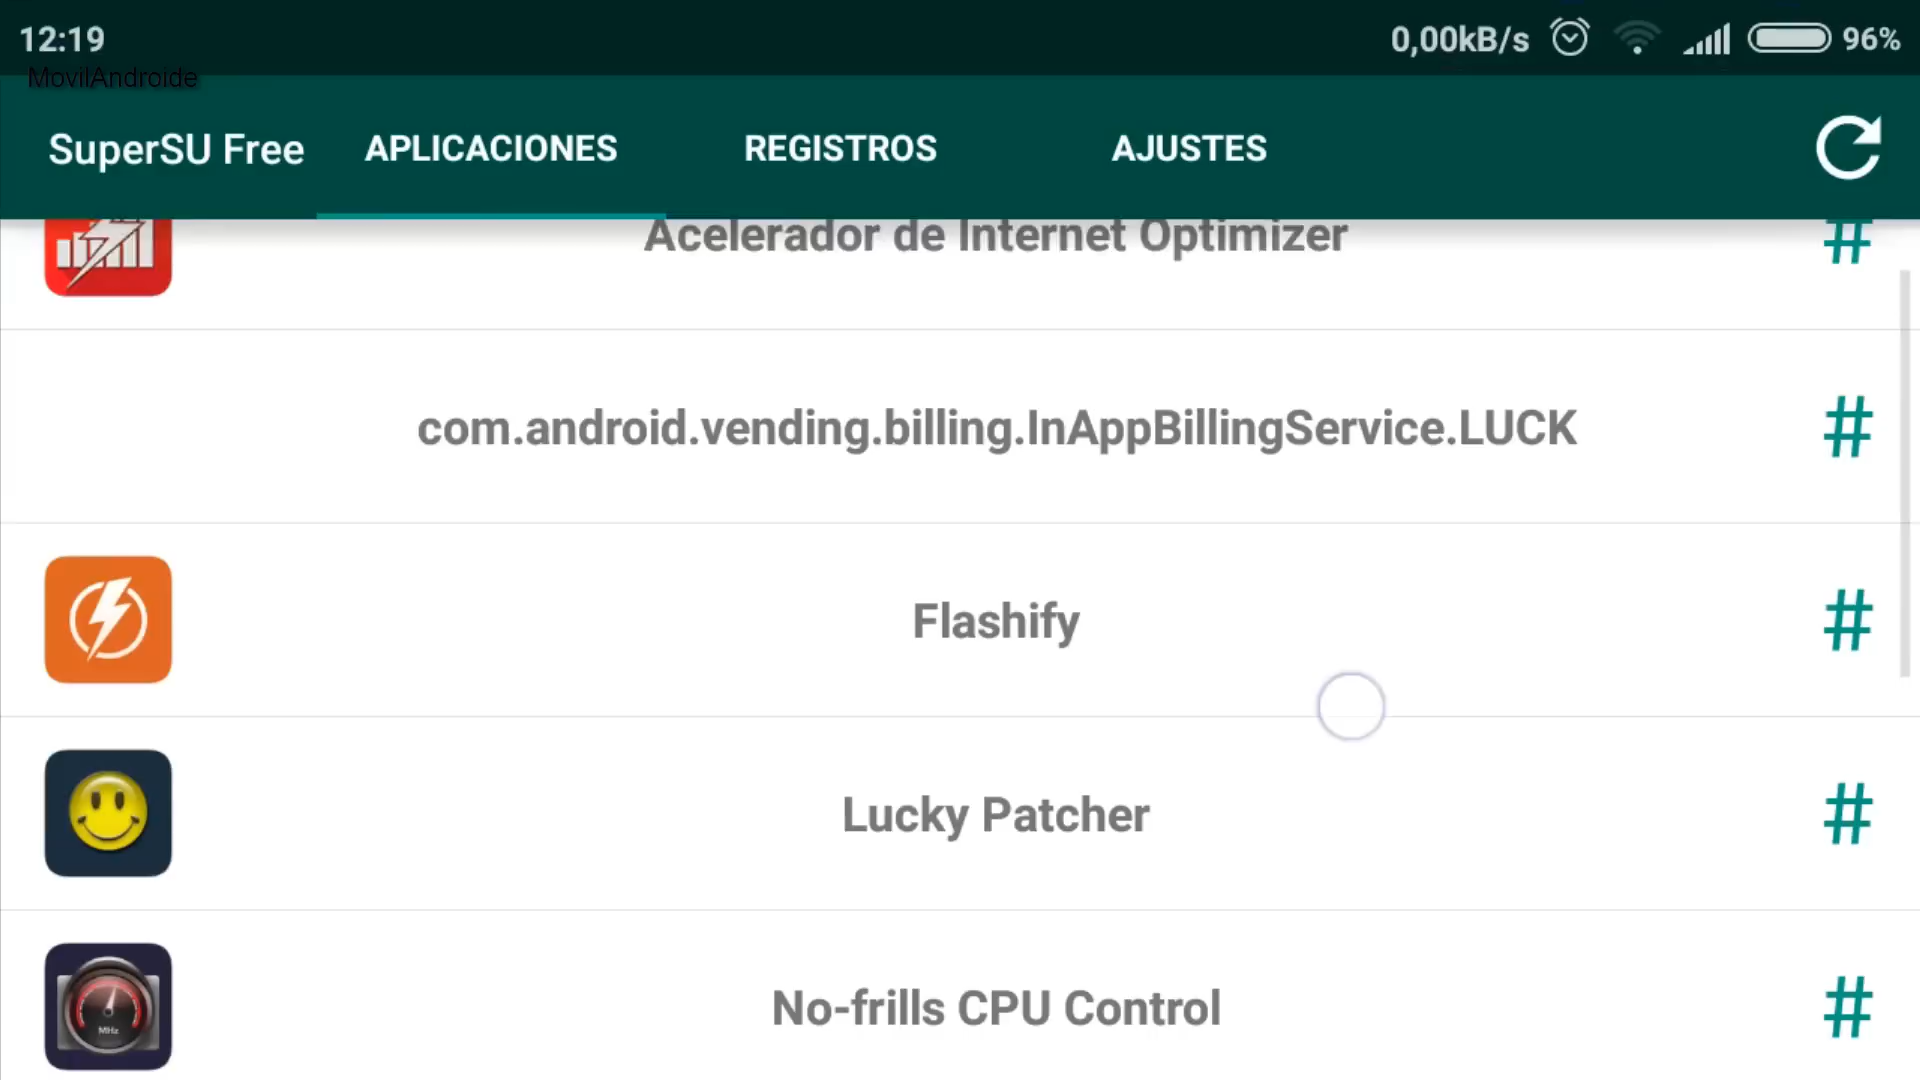 12:19
0,00kB/s
96%
MovilAndroide
SuperSU Free
APLICACIONES
REGISTROS
AJUSTES
Acelerador de Internet Optimizer
#
com.android.vending.billing.InAppBillingService.LUCK
#
Flashify
#
Lucky Patcher
#
MHz
No-frills CPU Control
#